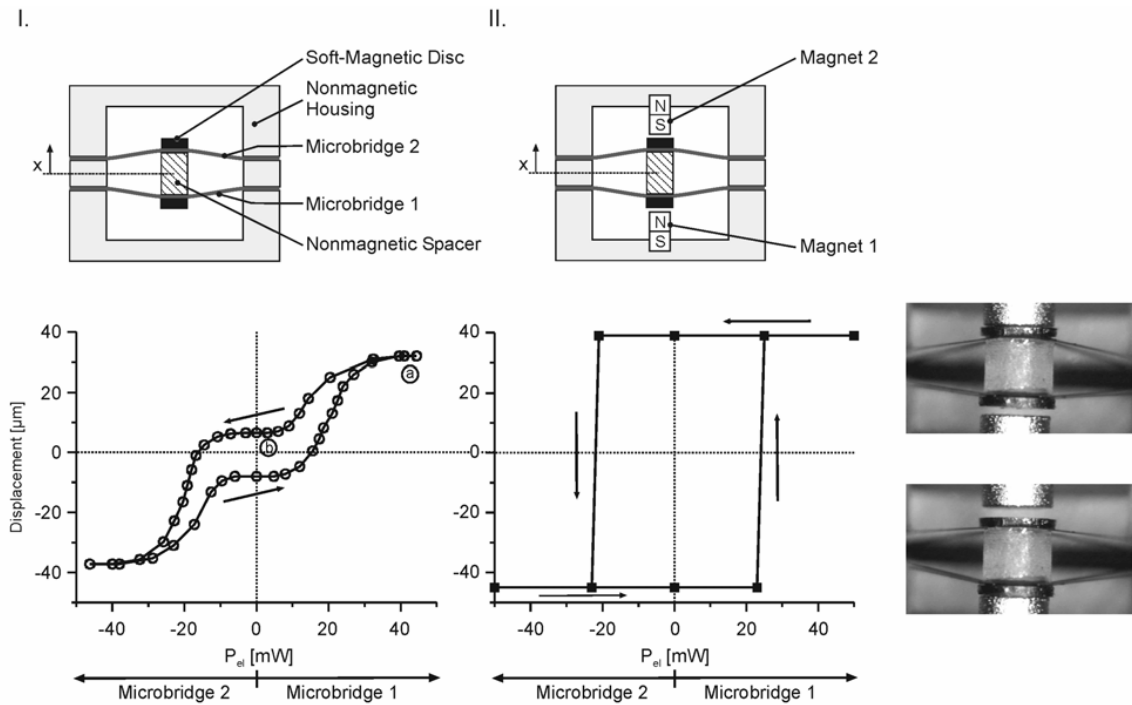 I.
II.
Soft-Magnetic Disc
Nonmagnetic
Housing
Microbridge 2
x
Microbridge 1
Nonmagnetic Spacer
N
S
Magnet 2
x
N
S
Magnet 1
40
20
0
-20
-40
Displacement [µm]
a
b
-40
-20
0
20
40
P_el [mW]
Microbridge 2
Microbridge 1
40
20
0
-20
-40
-40
-20
0
20
40
P_el [mW]
Microbridge 2
Microbridge 1